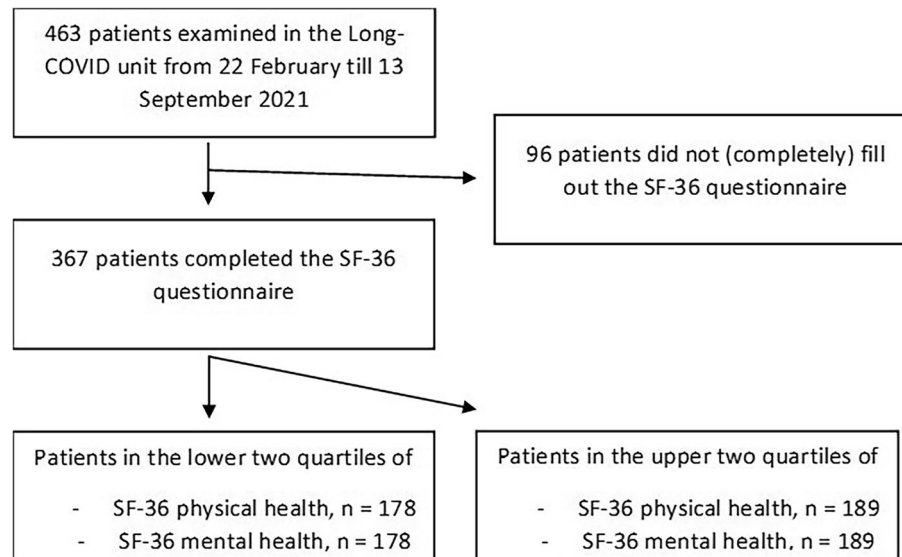 463 patients examined in the Long-
COVID unit from 22 February till 13
September 2021
96 patients did not (completely) fill
out the SF-36 questionnaire
367 patients completed the SF-36
questionnaire
Patients in the lower two quartiles of
- SF-36 physical health, n = 178
- SF-36 mental health, n = 178
Patients in the upper two quartiles of
- SF-36 physical health, n = 189
- SF-36 mental health, n = 189